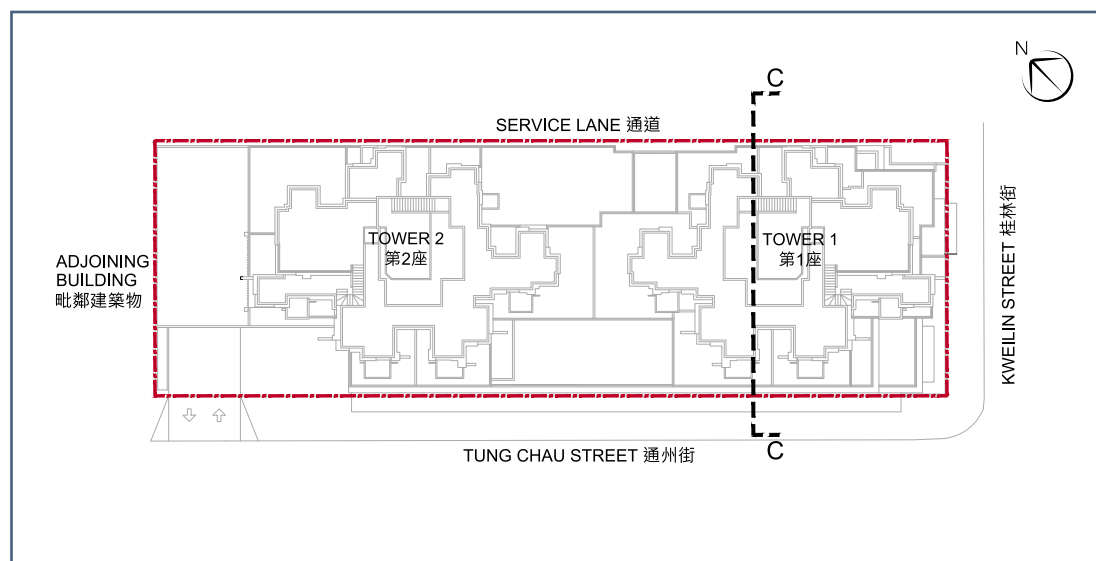 N
C
SERVICE LANE 通道
TOWER 2
第2座
TOWER 1
第1座
ADJOINING
BUILDING
毗鄰建築物
KWEILIN STREET 桂林街
C
TUNG CHAU STREET 通州街